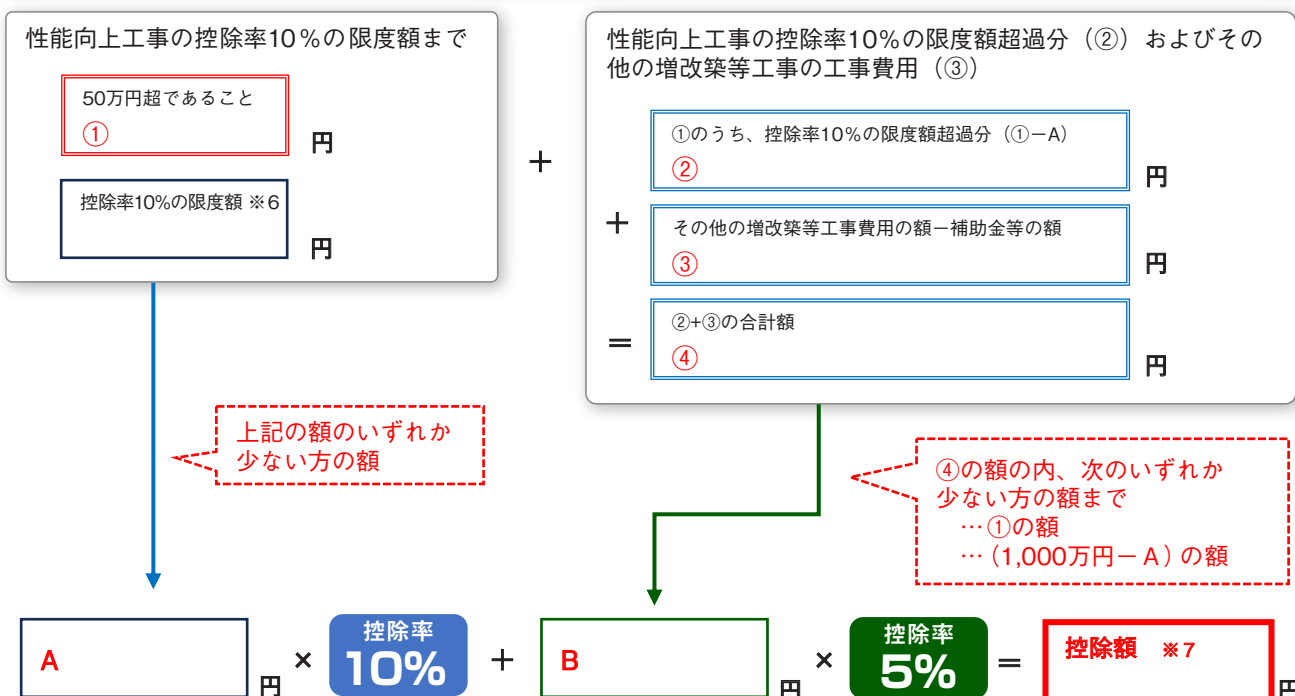 性能向上工事の控除率10％の限度額まで
50万円超であること
①
円
控除率10%の限度額 ※6
円
＋
性能向上工事の控除率10％の限度額超過分（②）およびその
他の増改築等工事の工事費用（③）
①のうち、控除率10％の限度額超過分（①－A）
②
円
＋
その他の増改築等工事費用の額－補助金等の額
③
円
＝
②+③の合計額
④
円
上記の額のいずれか
少ない方の額
④の額の内、次のいずれか
少ない方の額まで
…①の額
…（1,000万円－A）の額
A
円
×
控除率
10%
＋
B
円
×
控除率
5%
＝
控除額 ※7
円